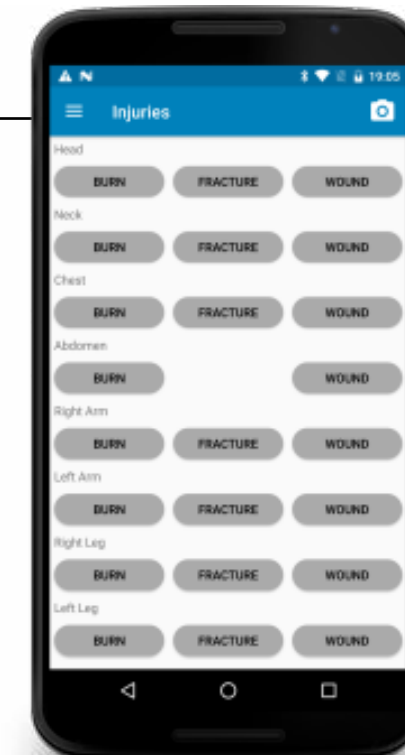 19:05
Injuries
Head
BURN FRACTURE WOUND
Neck
BURN FRACTURE WOUND
Chest
BURN FRACTURE WOUND
Abdomen
BURN WOUND
Right Arm
BURN FRACTURE WOUND
Left Arm
BURN FRACTURE WOUND
Right Leg
BURN FRACTURE WOUND
Left Leg
BURN FRACTURE WOUND